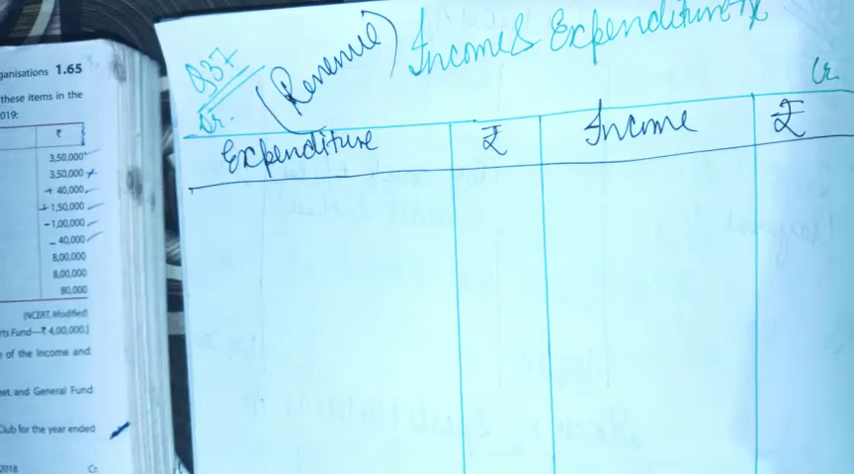 ganisations 1.65
these items in the
019:
₹
3,50,000
3,50,000
40,000
1,50,000
-1,00,000
- 40,000
8,00,000
8,00,000
80,000
(NCERT, Modified)
rts Fund—₹ 4,00,000.]
of the Income and
eet and General Fund
Club for the year ended
2018 Cr.
Q37 (Revenue) Income & Expenditure
Dr. Cr.
Expenditure ₹ Income ₹